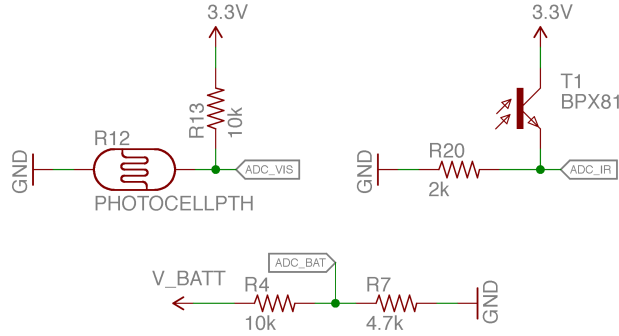 3.3V
R13
10k
R12
GND
ADC_VIS
PHOTOCELLPTH
3.3V
T1
BPX81
R20
GND
2k
ADC_IR
ADC_BAT
V_BATT
R4
10k
R7
4.7k
GND